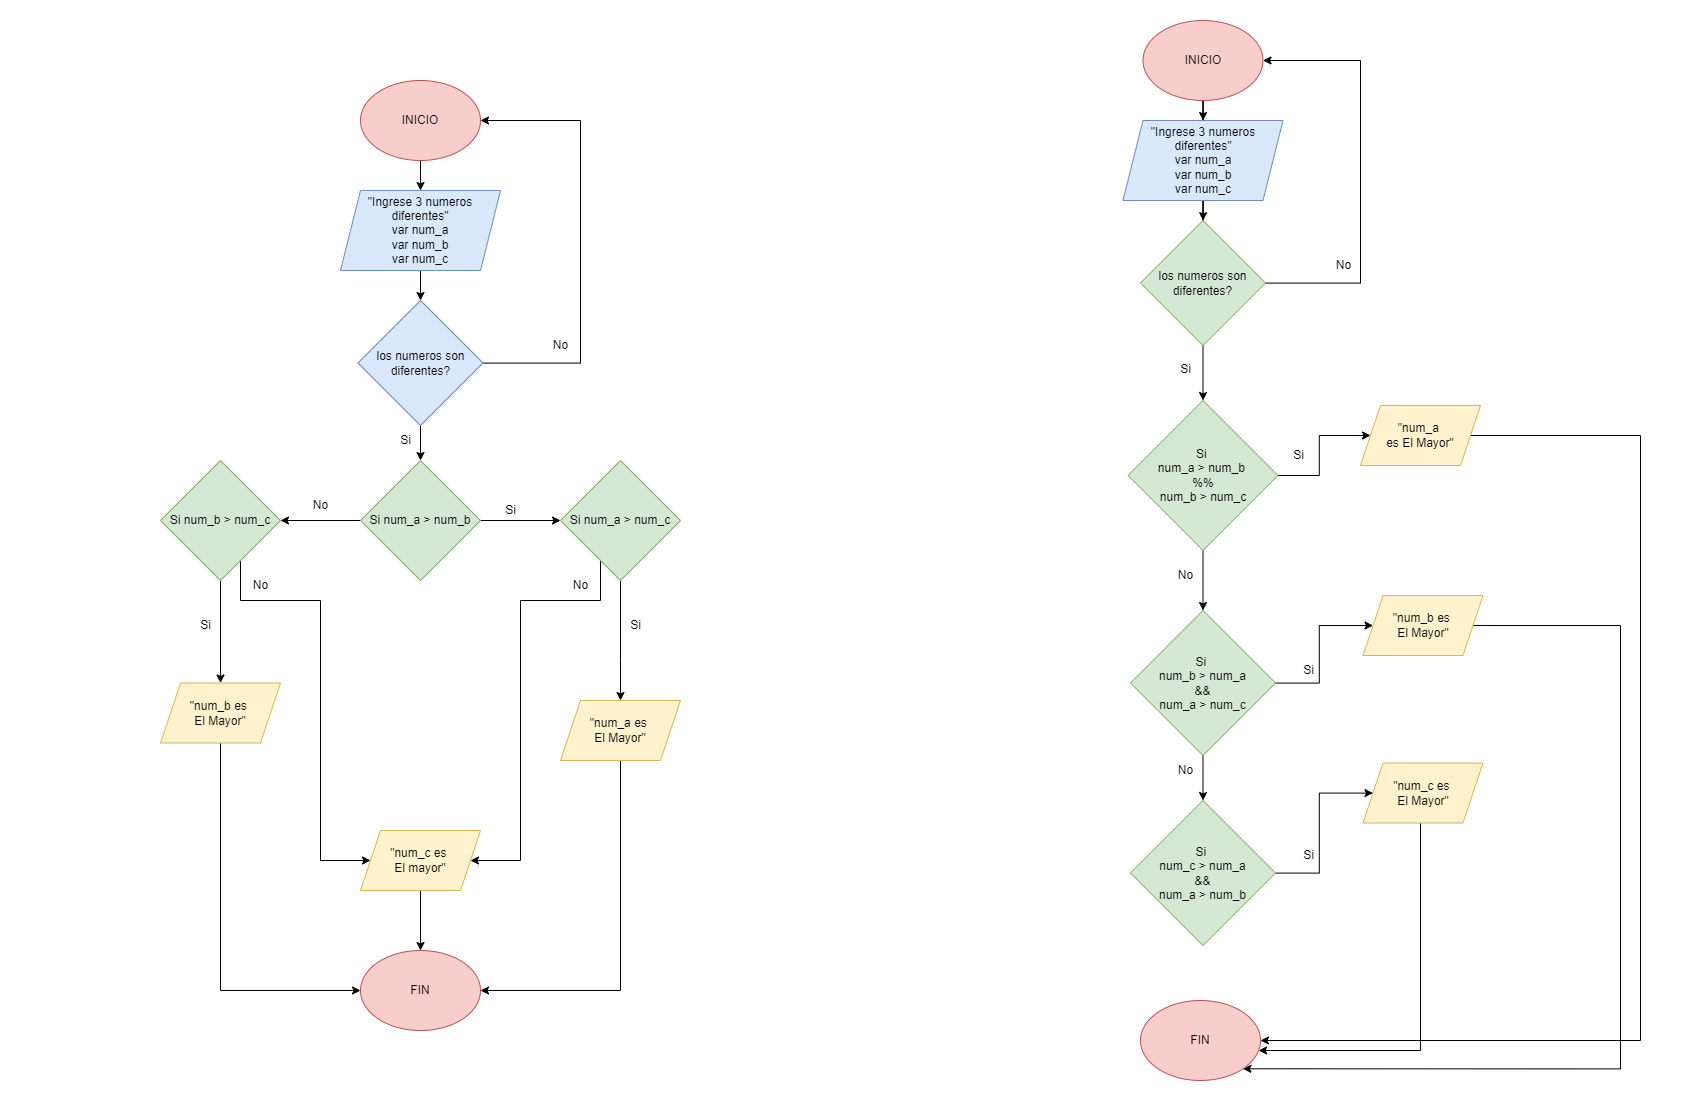 INICIO
"Ingrese 3 numeros
diferentes"
var num_a
var num_b
var num_c
los numeros son
diferentes?
No
Si
Si num_b > num_c
No
Si num_a > num_b
Si
Si num_a > num_c
No
No
Si
Si
"num_b es
El Mayor"
"num_a es
El Mayor"
"num_c es
El mayor"
FIN
INICIO
"Ingrese 3 numeros
diferentes"
var num_a
var num_b
var num_c
los numeros son
diferentes?
No
Si
Si
num_a > num_b
%%
num_b > num_c
Si
"num_a
es El Mayor"
No
Si
num_b > num_a
&&
num_a > num_c
Si
"num_b es
El Mayor"
No
Si
num_c > num_a
&&
num_a > num_b
Si
"num_c es
El Mayor"
FIN